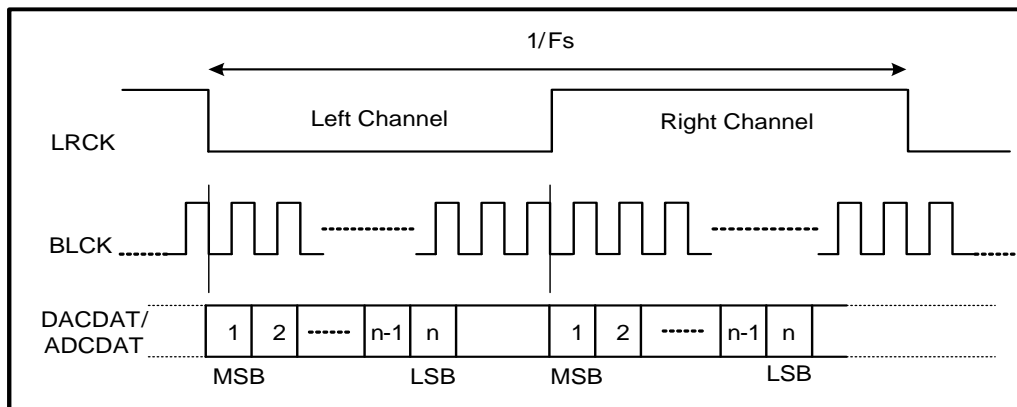 1/Fs
Left Channel
Right Channel
LRCK
BLCK
DACDAT/
ADCDAT
1 2 n-1 n 1 2 n-1 n
MSB LSB MSB LSB